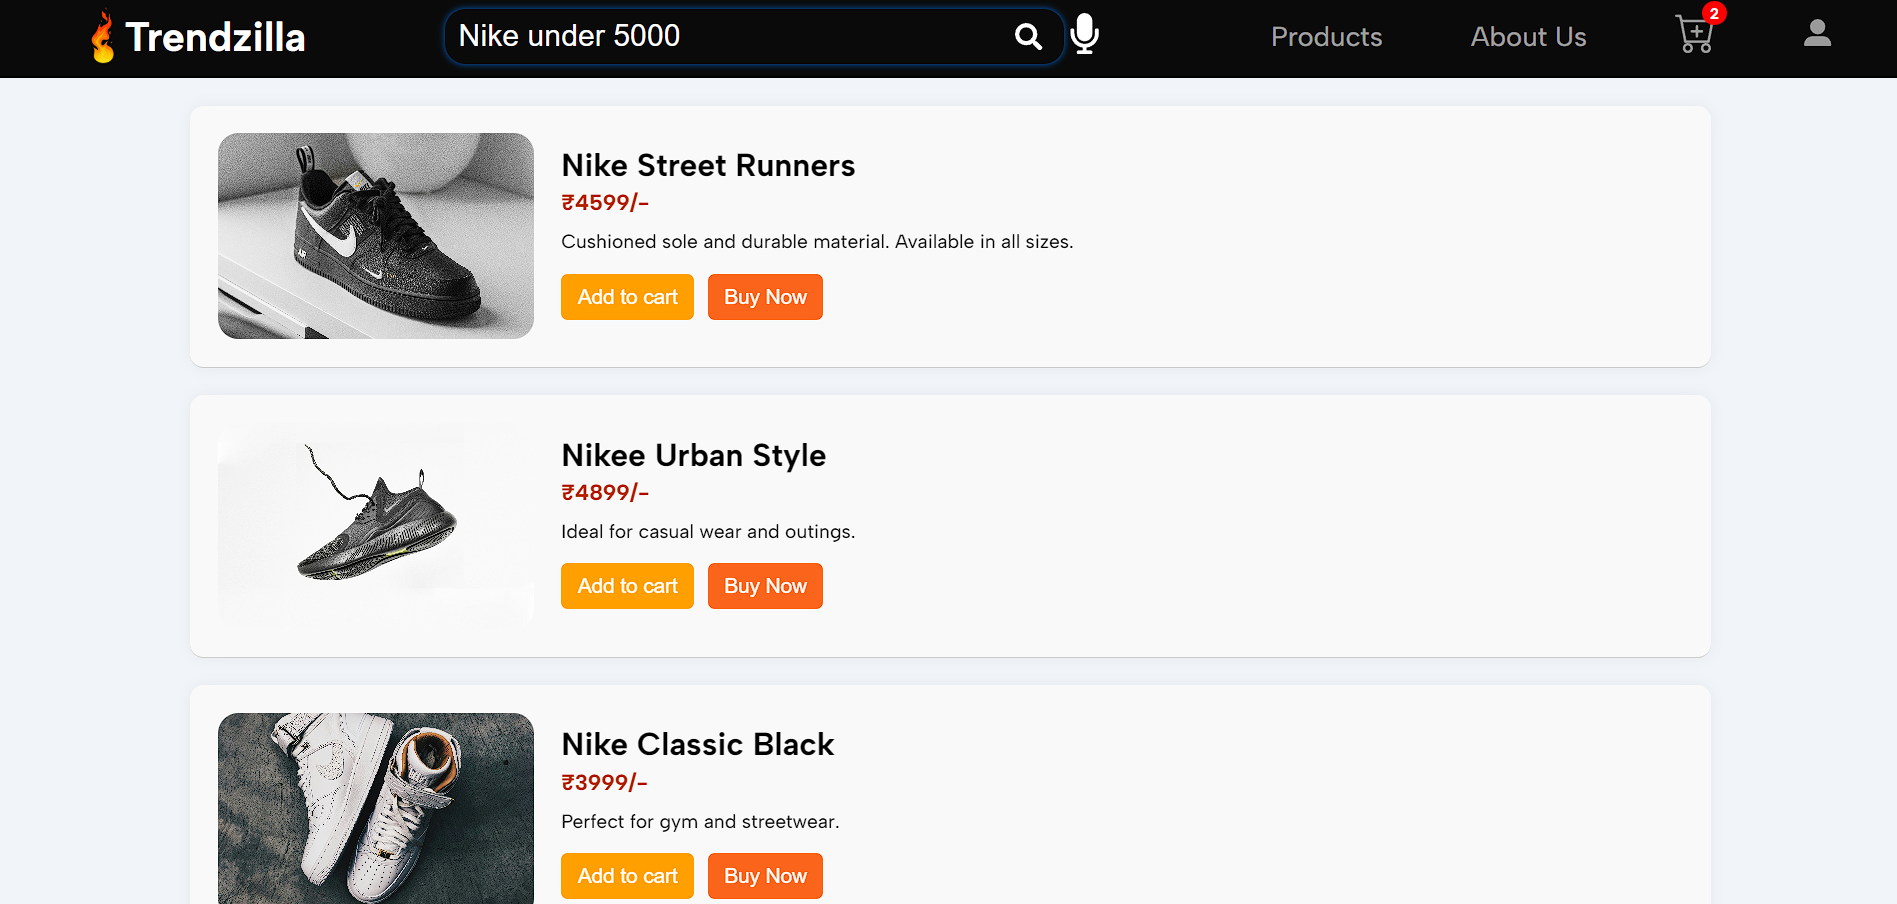 Trendzilla
Nike under 5000
Products
About Us
2
Nike Street Runners
₹4599/-
Cushioned sole and durable material. Available in all sizes.
Add to cart
Buy Now
AIR
Nikee Urban Style
₹4899/-
Ideal for casual wear and outings.
Add to cart
Buy Now
Nike Classic Black
₹3999/-
Perfect for gym and streetwear.
Add to cart
Buy Now